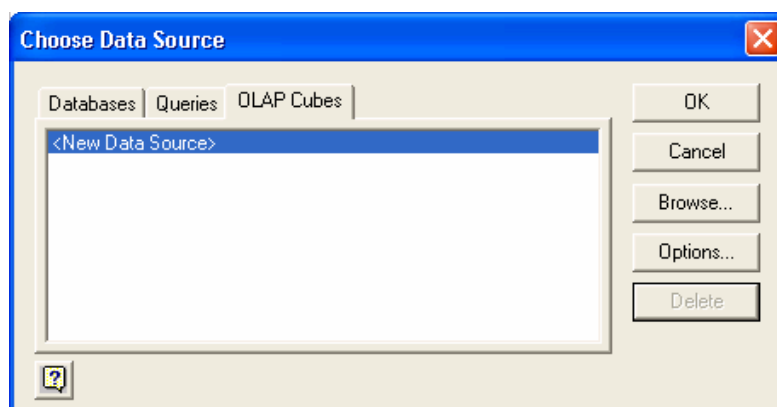 Choose Data Source
Databases Queries OLAP Cubes
<New Data Source>
OK
Cancel
Browse...
Options...
Delete
?